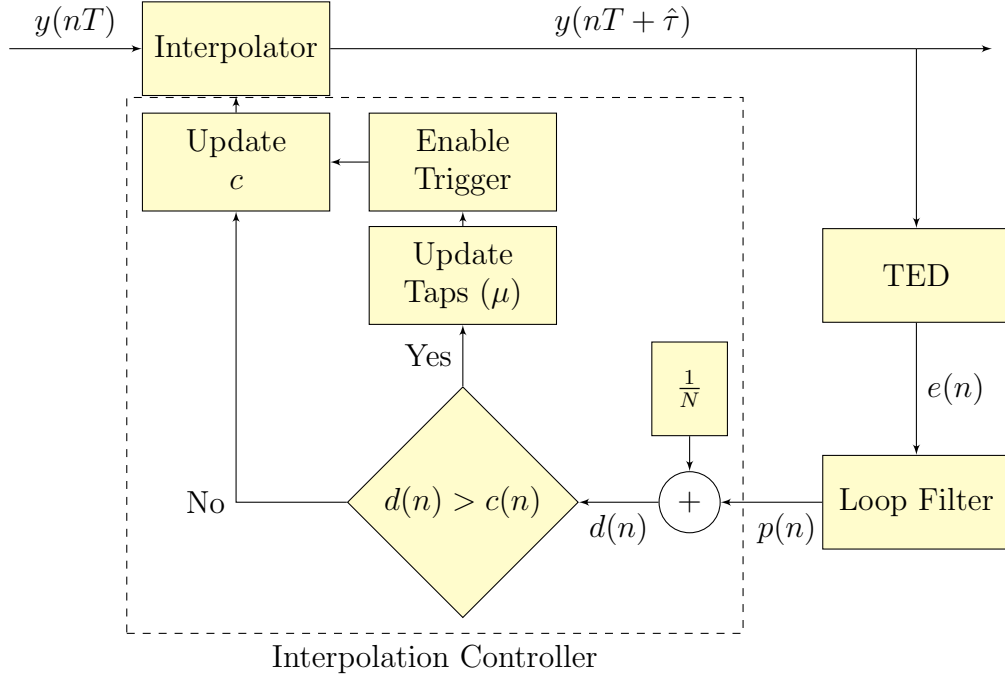 y(nT)
Interpolator
y(nT + τ̂)
Update
c
Enable
Trigger
Update
Taps (μ)
TED
Yes
1/N
e(n)
No
d(n) > c(n)
d(n)
+
p(n)
Loop Filter
Interpolation Controller